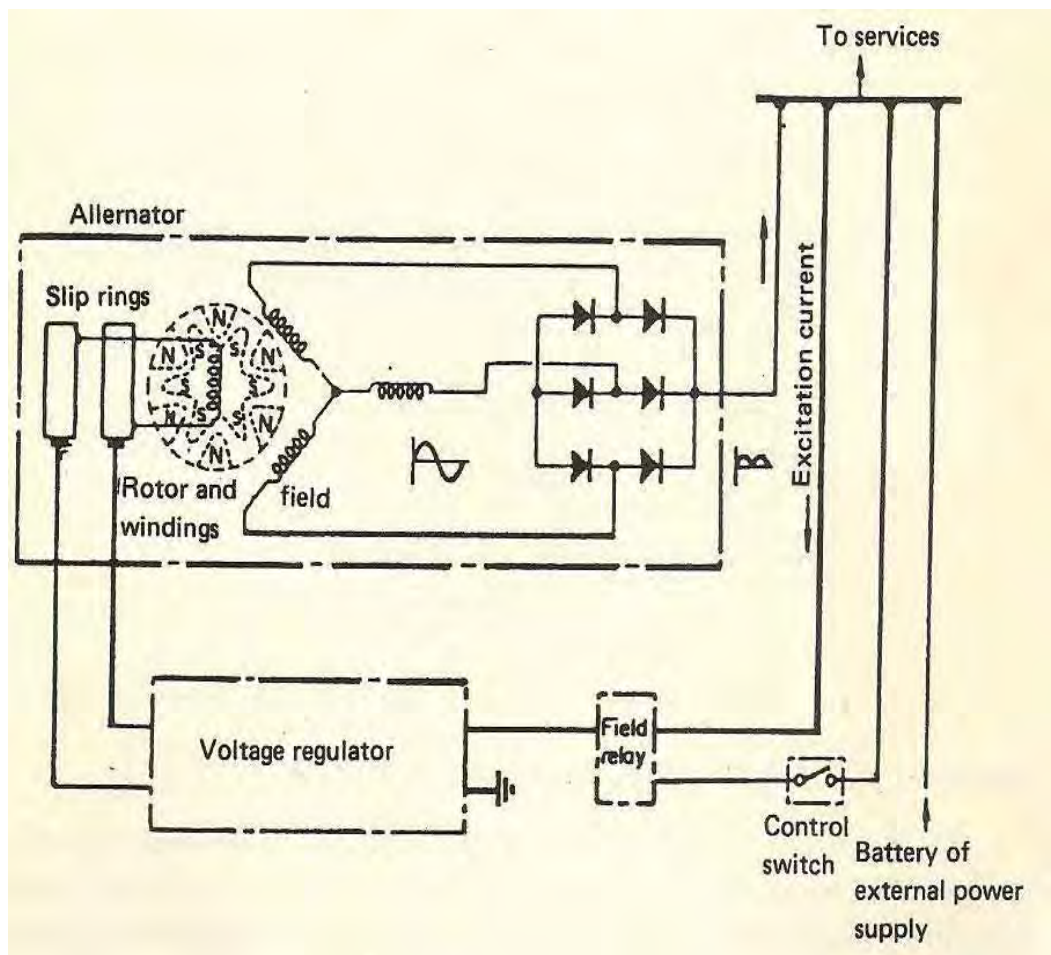 To services
Allernator
Slip rings
N
N
N
S
S
N
N
S
S
N
S
S
N
N
Rotor and
windings
field
Excitation current
Voltage regulator
Field
relay
Control
switch
Battery of
external power
supply